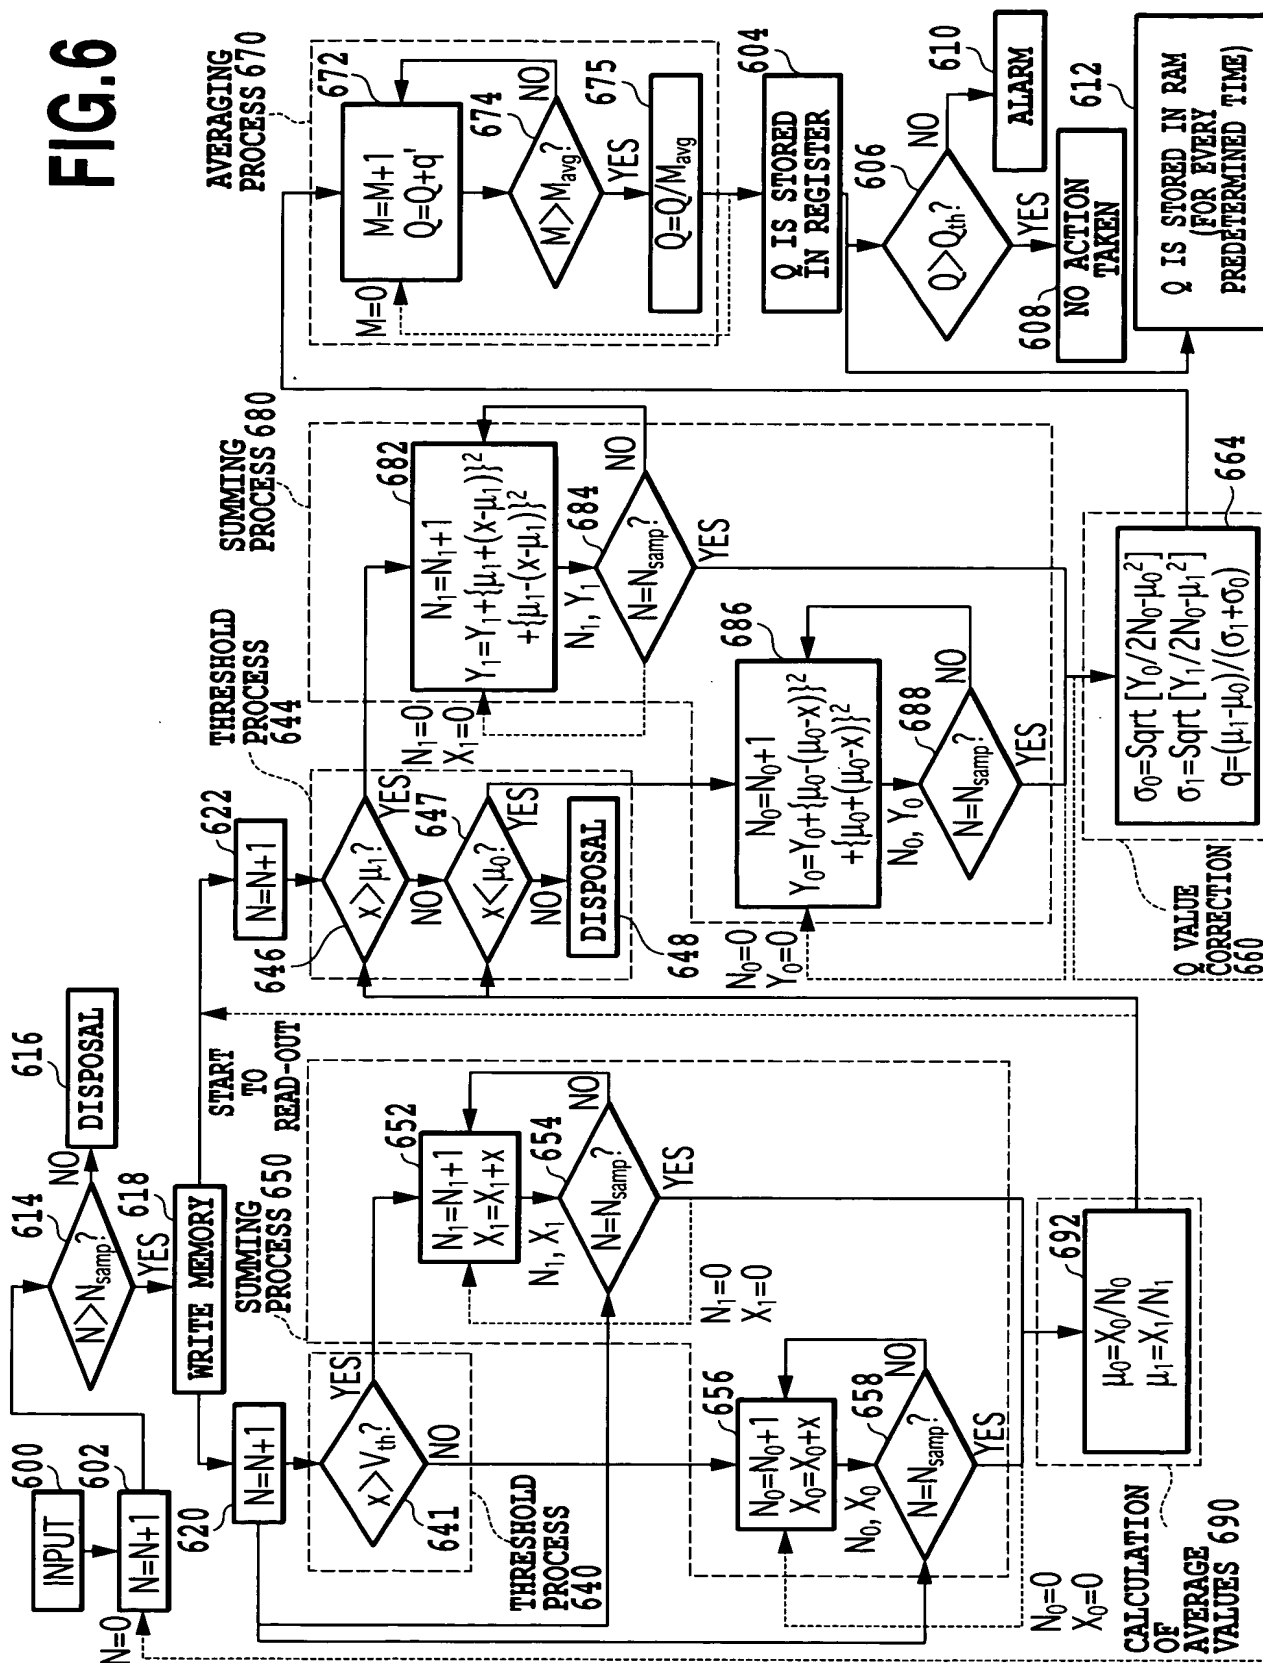 FIG.6
INPUT
600
N=0
N=N+1
602
N>Nsamp?
614
NO
YES
DISPOSAL
616
WRITE MEMORY
618
START
TO
READ-OUT
N=N+1
620
N=N+1
622
x>Vth?
641
YES
NO
THRESHOLD
PROCESS
640
SUMMING
PROCESS 650
N₁=N₁+1
X₁=X₁+x
652
N₁, X₁
N=Nsamp?
654
NO
YES
N₁=0
X₁=0
N₀=N₀+1
X₀=X₀+x
656
N₀, X₀
N=Nsamp?
658
NO
YES
N₀=0
X₀=0
CALCULATION
OF
AVERAGE
VALUES 690
μ₀=X₀/N₀
μ₁=X₁/N₁
692
THRESHOLD
PROCESS
644
x>μ₁?
646
YES
NO
x<μ₀?
647
YES
NO
DISPOSAL
648
SUMMING
PROCESS 680
N₁=N₁+1
Y₁=Y₁+{μ₁+(x-μ₁)}²
+{μ₁-(x-μ₁)}²
682
N₁=0
X₁=0
N₁, Y₁
N=Nsamp?
684
NO
YES
N₀=N₀+1
Y₀=Y₀+{μ₀-(μ₀-x)}²
+{μ₀+(μ₀-x)}²
686
N₀=0
Y₀=0
N₀, Y₀
N=Nsamp?
688
NO
YES
Q VALUE
CORRECTION
660
σ₀=Sqrt [Y₀/2N₀-μ₀²]
σ₁=Sqrt [Y₁/2N₀-μ₁²]
q=(μ₁-μ₀)/(σ₁+σ₀)
664
AVERAGING
PROCESS 670
M=M+1
Q=Q+q'
672
M=0
M>Mavg?
674
NO
YES
Q=Q/Mavg
675
Q IS STORED
IN REGISTER
604
Q>Qth?
606
NO
YES
ALARM
610
NO ACTION
TAKEN
608
Q IS STORED IN RAM
(FOR EVERY
PREDETERMINED TIME)
612